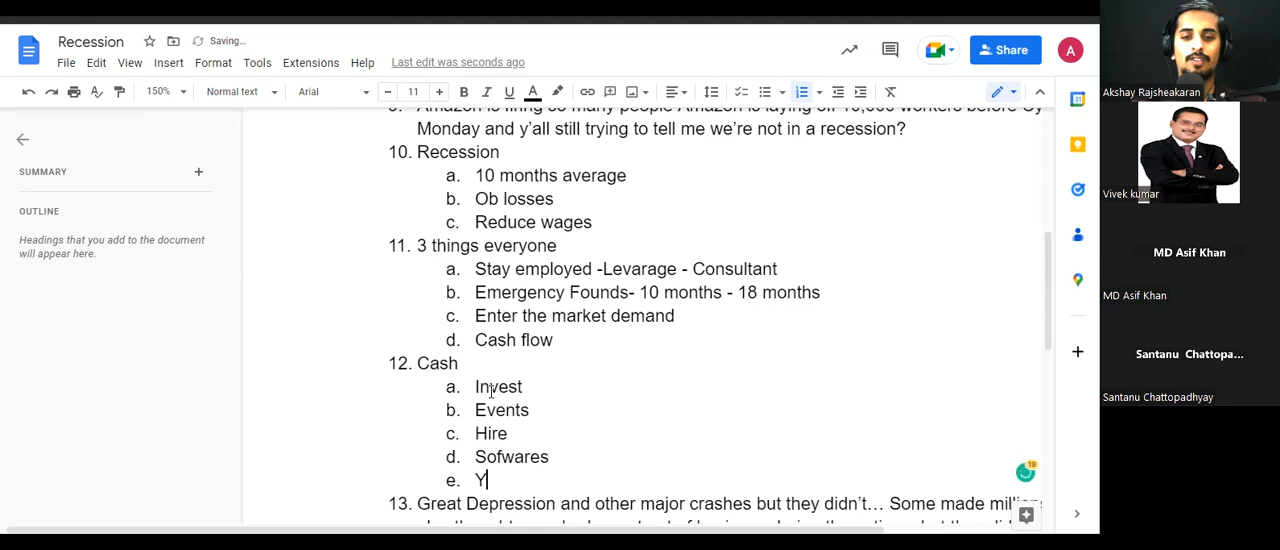 Recession
Saving...
File Edit View Insert Format Tools Extensions Help Last edit was seconds ago
Share
A
150% Normal text Arial 11 B I U A
SUMMARY
OUTLINE
Headings that you add to the document
will appear here.
9. Amazon is firing so many people Amazon is laying off 10,000 workers before
Monday and y'all still trying to tell me we're not in a recession?
10. Recession
a. 10 months average
b. Ob losses
c. Reduce wages
11. 3 things everyone
a. Stay employed -Levarage - Consultant
b. Emergency Founds- 10 months - 18 months
c. Enter the market demand
d. Cash flow
12. Cash
a. Invest
b. Events
c. Hire
d. Sofwares
e. Y
13. Great Depression and other major crashes but they didn't... Some made
19
31
Akshay Rajsheakaran
Vivek kumar
MD Asif Khan
MD Asif Khan
Santanu Chattopa...
Santanu Chattopadhyay